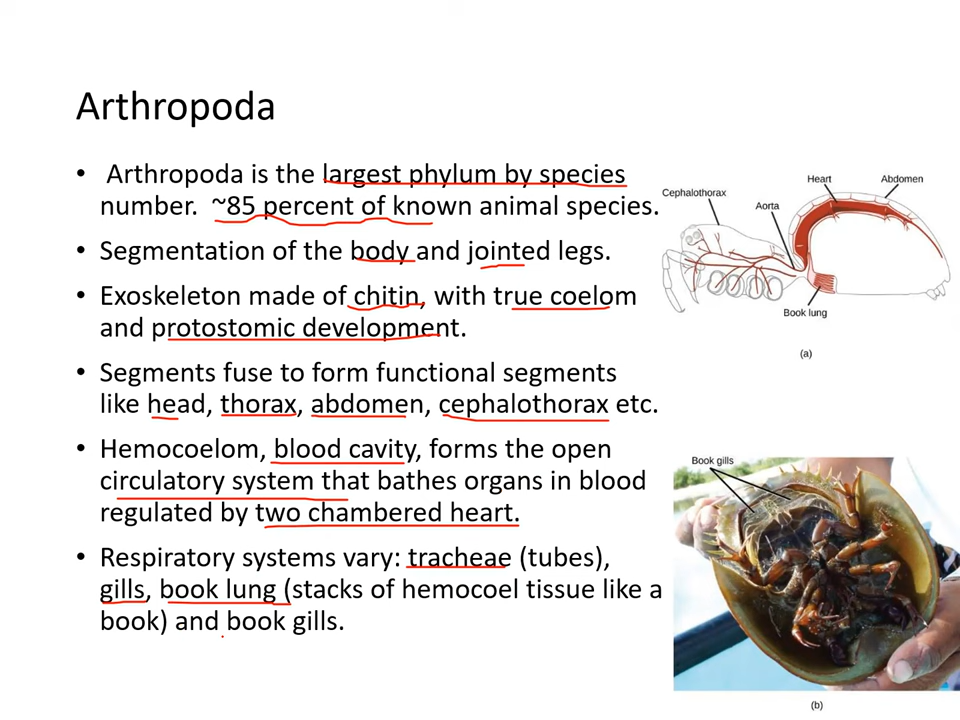 Arthropoda
• Arthropoda is the largest phylum by species
number. ~85 percent of known animal species.
• Segmentation of the body and jointed legs.
• Exoskeleton made of chitin, with true coelom
and protostomic development.
• Segments fuse to form functional segments
like head, thorax, abdomen, cephalothorax etc.
• Hemocoelom, blood cavity, forms the open
circulatory system that bathes organs in blood
regulated by two chambered heart.
• Respiratory systems vary: tracheae (tubes),
gills, book lung (stacks of hemocoel tissue like a
book) and book gills.
Heart
Abdomen
Cephalothorax
Aorta
Book lung
(a)
Book gills
(b)